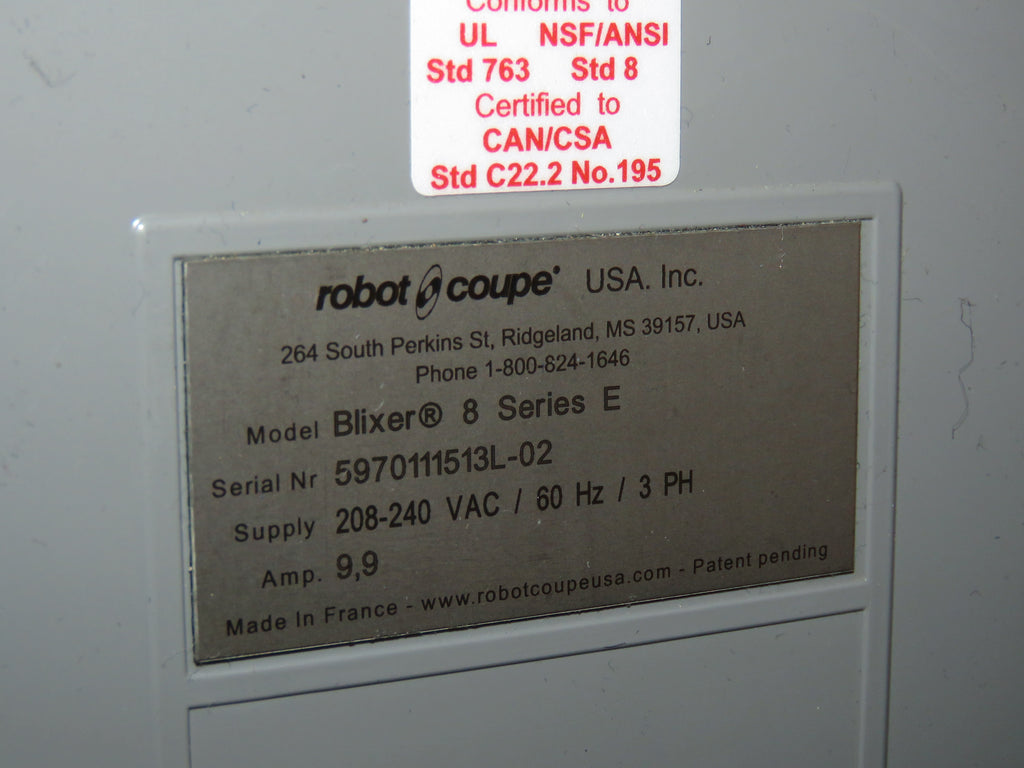 Conforms to
UL NSF/ANSI
Std 763 Std 8
Certified to
CAN/CSA
Std C22.2 No.195
robot coupe® USA. Inc.
264 South Perkins St, Ridgeland, MS 39157, USA
Phone 1-800-824-1646
Model Blixer® 8 Series E
Serial Nr 5970111513L-02
Supply 208-240 VAC / 60 Hz / 3 PH
Amp. 9,9
Made In France - www.robotcoupeusa.com - Patent pending